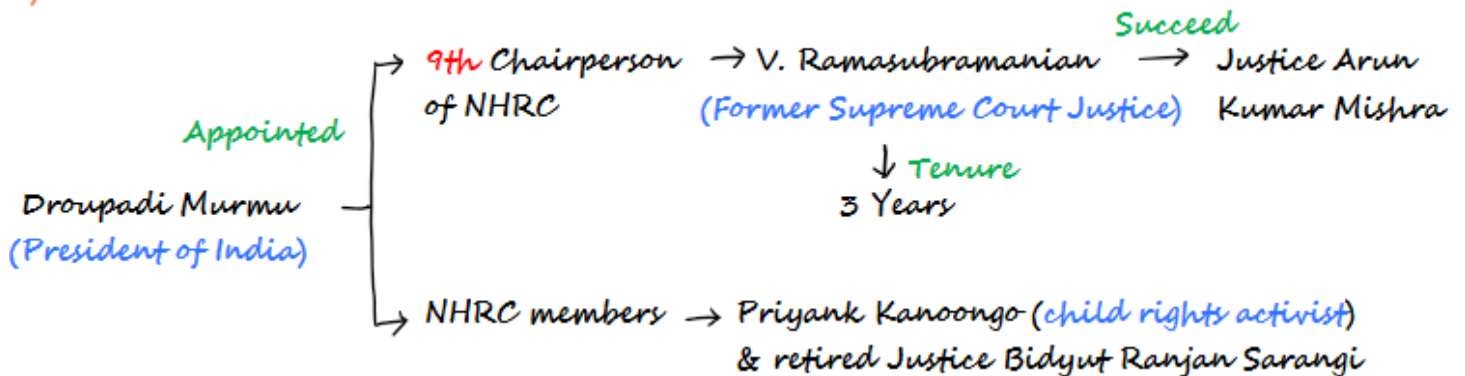 Succeed
9th Chairperson → V. Ramasubramanian → Justice Arun
of NHRC (Former Supreme Court Justice) Kumar Mishra
Appointed
↓ Tenure
Droupadi Murmu 3 Years
(President of India)
NHRC members → Priyank Kanoongo (child rights activist)
& retired Justice Bidyut Ranjan Sarangi